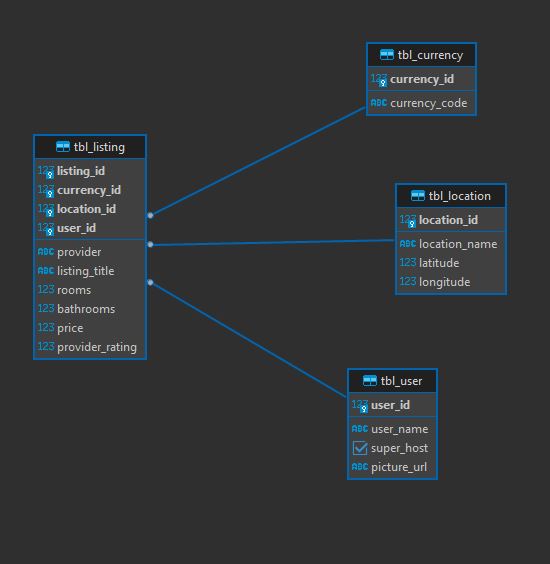 tbl_currency
123 currency_id
ABC currency_code
tbl_listing
123 listing_id
123 currency_id
123 location_id
123 user_id
ABC provider
ABC listing_title
123 rooms
123 bathrooms
123 price
123 provider_rating
tbl_location
123 location_id
ABC location_name
123 latitude
123 longitude
tbl_user
123 user_id
ABC user_name
super_host
ABC picture_url